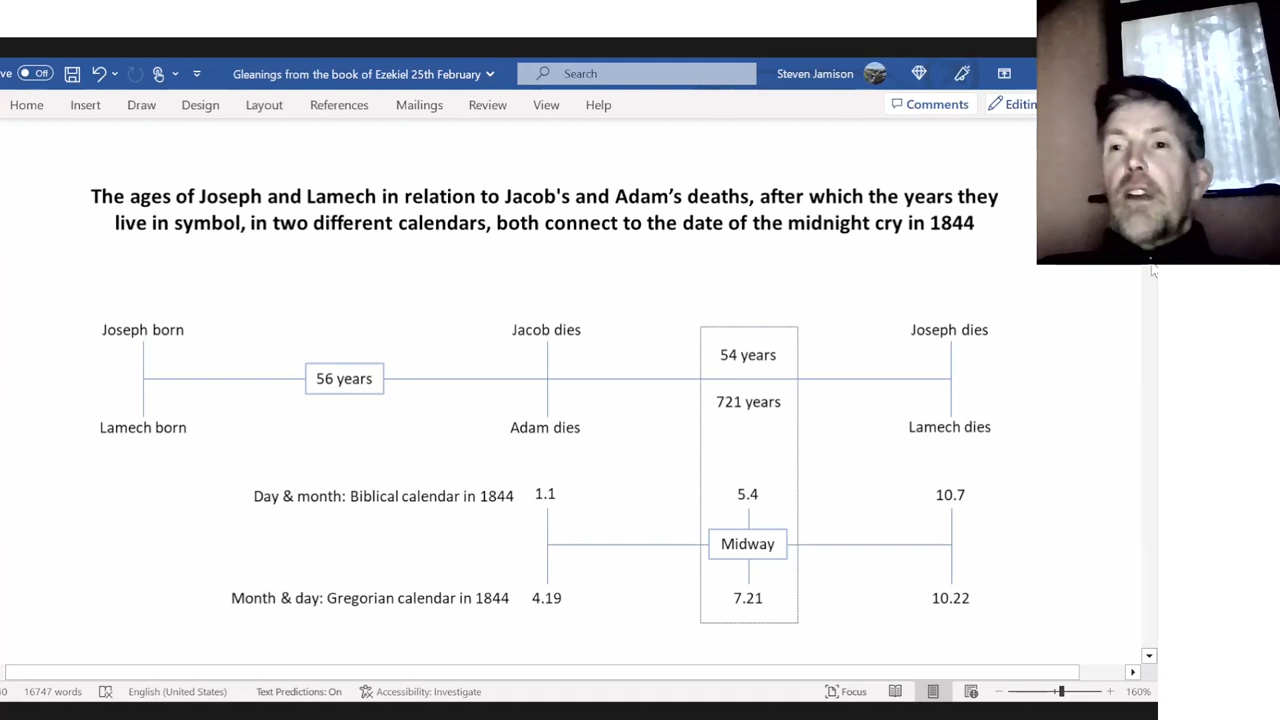 ve Off Gleanings from the book of Ezekiel 25th February Search Steven Jamison
Home Insert Draw Design Layout References Mailings Review View Help Comments Editin
The ages of Joseph and Lamech in relation to Jacob's and Adam’s deaths, after which the years they
live in symbol, in two different calendars, both connect to the date of the midnight cry in 1844
Joseph born Jacob dies Joseph dies
54 years
56 years
721 years
Lamech born Adam dies Lamech dies
Day & month: Biblical calendar in 1844 1.1 5.4 10.7
Midway
Month & day: Gregorian calendar in 1844 4.19 7.21 10.22
40 16747 words English (United States) Text Predictions: On Accessibility: Investigate Focus 160%